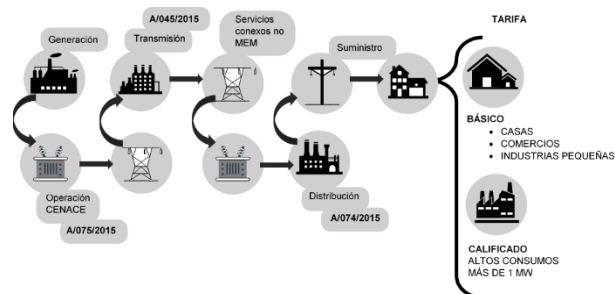 A/045/2015
Generación
Transmisión
Servicios
conexos no
MEM
Suministro
TARIFA
BÁSICO
• CASAS
• COMERCIOS
• INDUSTRIAS PEQUEÑAS
Operación
CENACE
A/075/2015
Distribución
A/074/2015
CALIFICADO
ALTOS CONSUMOS
MÁS DE 1 MW